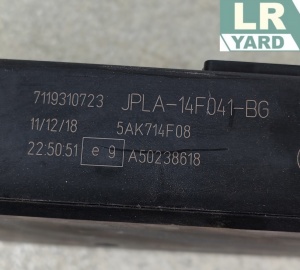 LR
YARD
7119310723 JPLA-14F041-BG
11/12/18 5AK714F08
22:50:51 e 9 A50238618